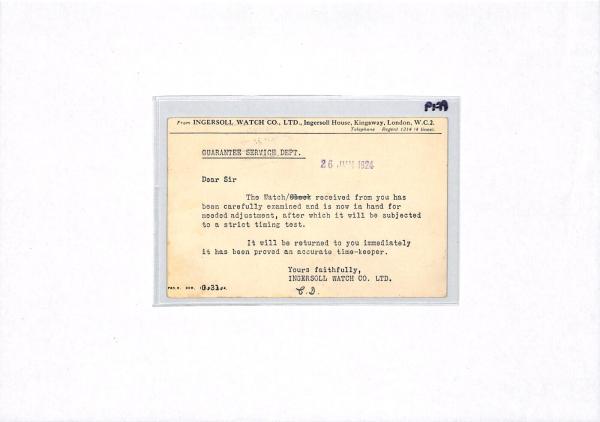 From INGERSOLL WATCH CO., LTD., Ingersoll House, Kingsway, London, W.C.2.
Telephone Regent 1214 (4 lines).
GUARANTEE SERVICE DEPT.
26 JAN 1924
Dear Sir
The Watch/Clock received from you has
been carefully examined and is now in hand for
needed adjustment, after which it will be subjected
to a strict timing test.
It will be returned to you immediately
it has been proved an accurate time-keeper.
Yours faithfully,
INGERSOLL WATCH CO. LTD.
C.D.